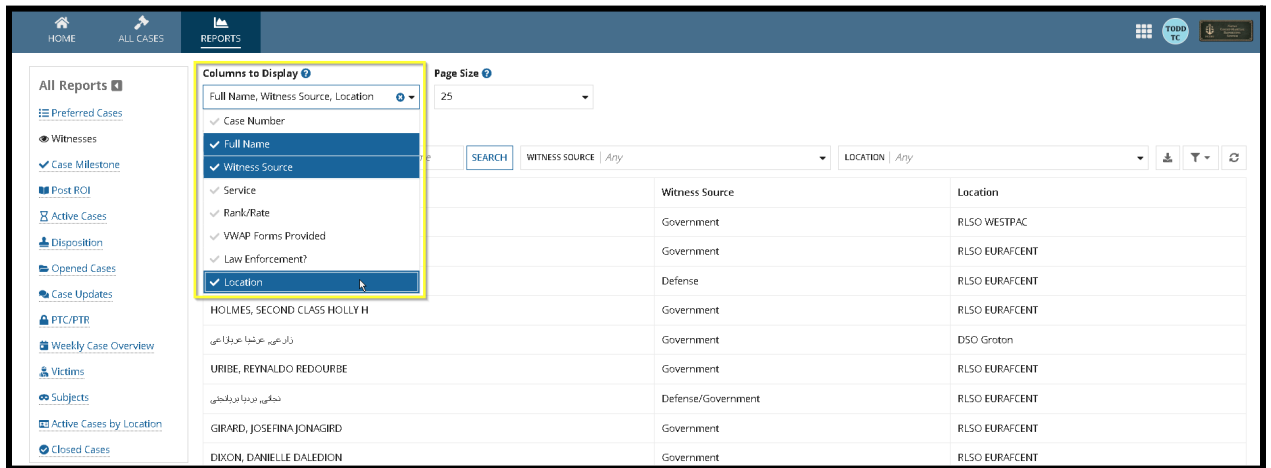 HOME
ALL CASES
REPORTS
TODD
TC
All Reports
Preferred Cases
Witnesses
Case Milestone
Post ROI
Active Cases
Disposition
Opened Cases
Case Updates
PTC/PTR
Weekly Case Overview
Victims
Subjects
Active Cases by Location
Closed Cases
Columns to Display ?
Full Name, Witness Source, Location
Case Number
Full Name
Witness Source
Service
Rank/Rate
VWAP Forms Provided
Law Enforcement?
Location
Page Size ?
25
SEARCH
WITNESS SOURCE Any
LOCATION Any
Witness Source Location
Government RLSO WESTPAC
Government RLSO EURAFCENT
Defense RLSO EURAFCENT
HOLMES, SECOND CLASS HOLLY H Government RLSO EURAFCENT
زارعی, عرشیا عریازاعی Government DSO Groton
URIBE, REYNALDO REDOURBE Government RLSO EURAFCENT
نجاتی, بردیا Defense/Government RLSO EURAFCENT
GIRARD, JOSEFINA JONAGIRD Government RLSO EURAFCENT
DIXON, DANIELLE DALEDION Government RLSO EURAFCENT